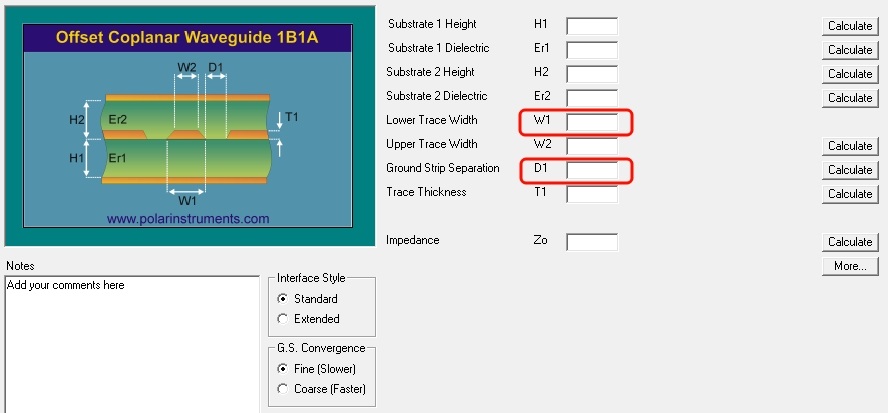 Offset Coplanar Waveguide 1B1A
W2 D1
H2 Er2 T1
H1 Er1
W1
www.polarinstruments.com
Substrate 1 Height H1 Calculate
Substrate 1 Dielectric Er1 Calculate
Substrate 2 Height H2 Calculate
Substrate 2 Dielectric Er2 Calculate
Lower Trace Width W1
Upper Trace Width W2 Calculate
Ground Strip Separation D1 Calculate
Trace Thickness T1 Calculate
Impedance Zo Calculate
More...
Notes
Add your comments here
Interface Style
Standard
Extended
G.S. Convergence
Fine (Slower)
Coarse (Faster)